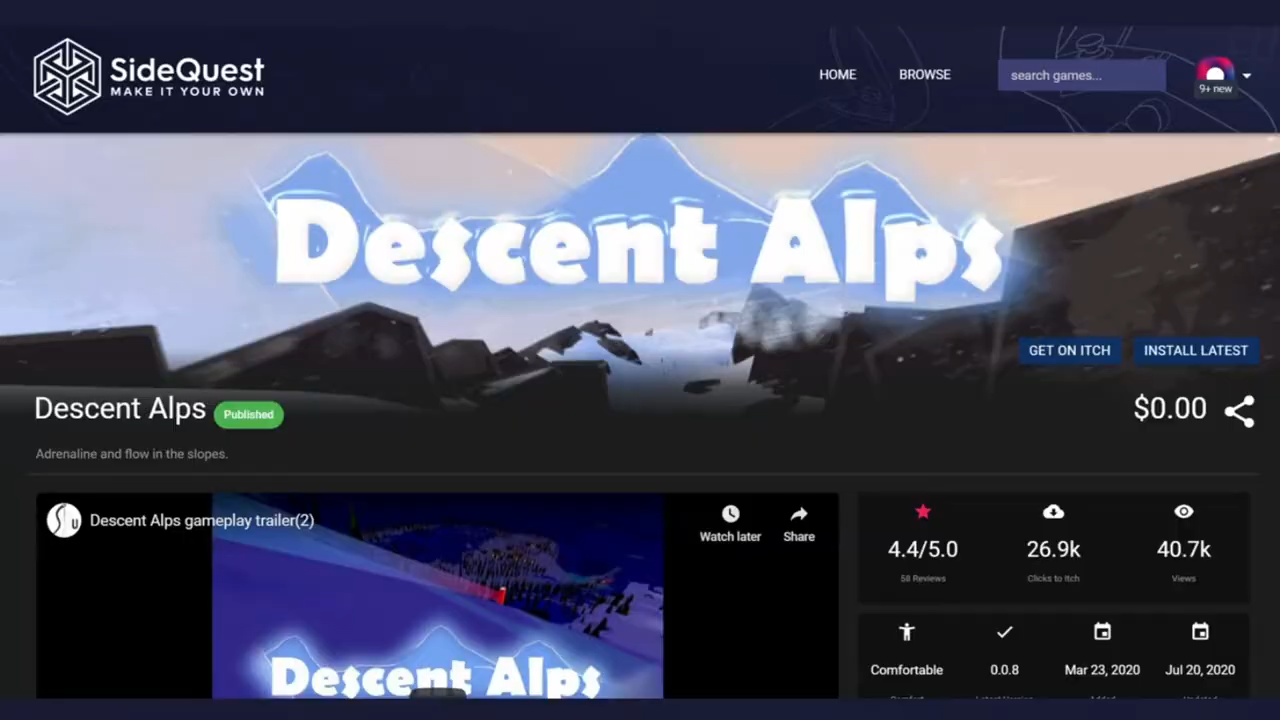 SideQuest
MAKE IT YOUR OWN
HOME
BROWSE
search games...
9+ new
Descent Alps
GET ON ITCH
INSTALL LATEST
Descent Alps
Published
$0.00
Adrenaline and flow in the slopes.
Descent Alps gameplay trailer(2)
Watch later
Share
Descent Alps
4.4/5.0
26.9k
40.7k
58 Reviews
Clicks to Itch
Views
Comfortable
0.0.8
Mar 23, 2020
Jul 20, 2020